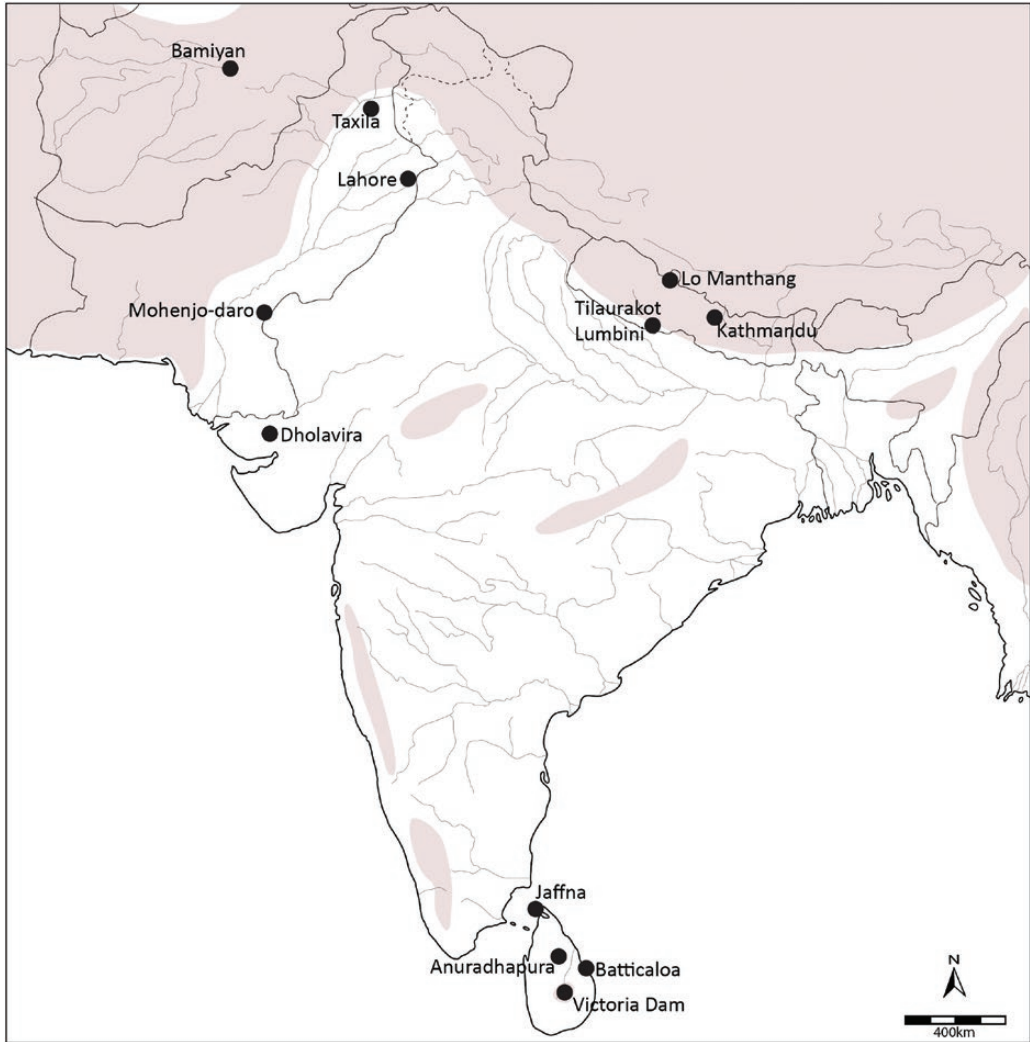 Bamiyan
Taxila
Lahore
Lo Manthang
Mohenjo-daro
Tilaurakot
Lumbini
Kathmandu
Dholavira
Jaffna
Anuradhapura
Batticaloa
Victoria Dam
N
400km